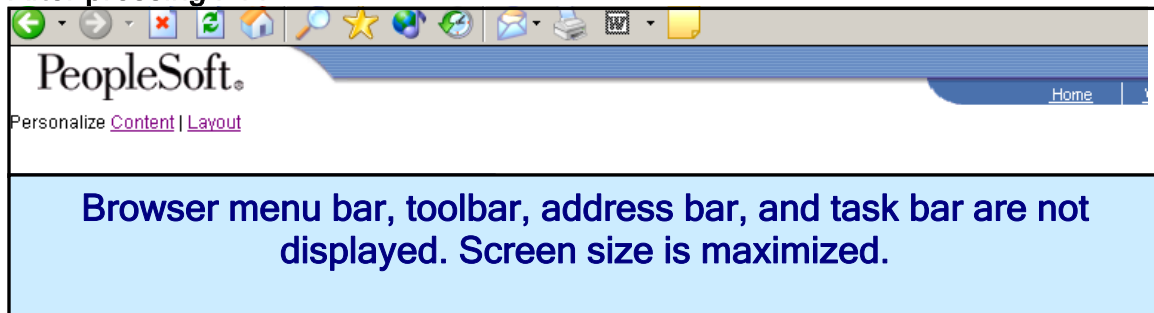 PeopleSoft®
Home
Personalize Content | Layout
Browser menu bar, toolbar, address bar, and task bar are not
displayed. Screen size is maximized.